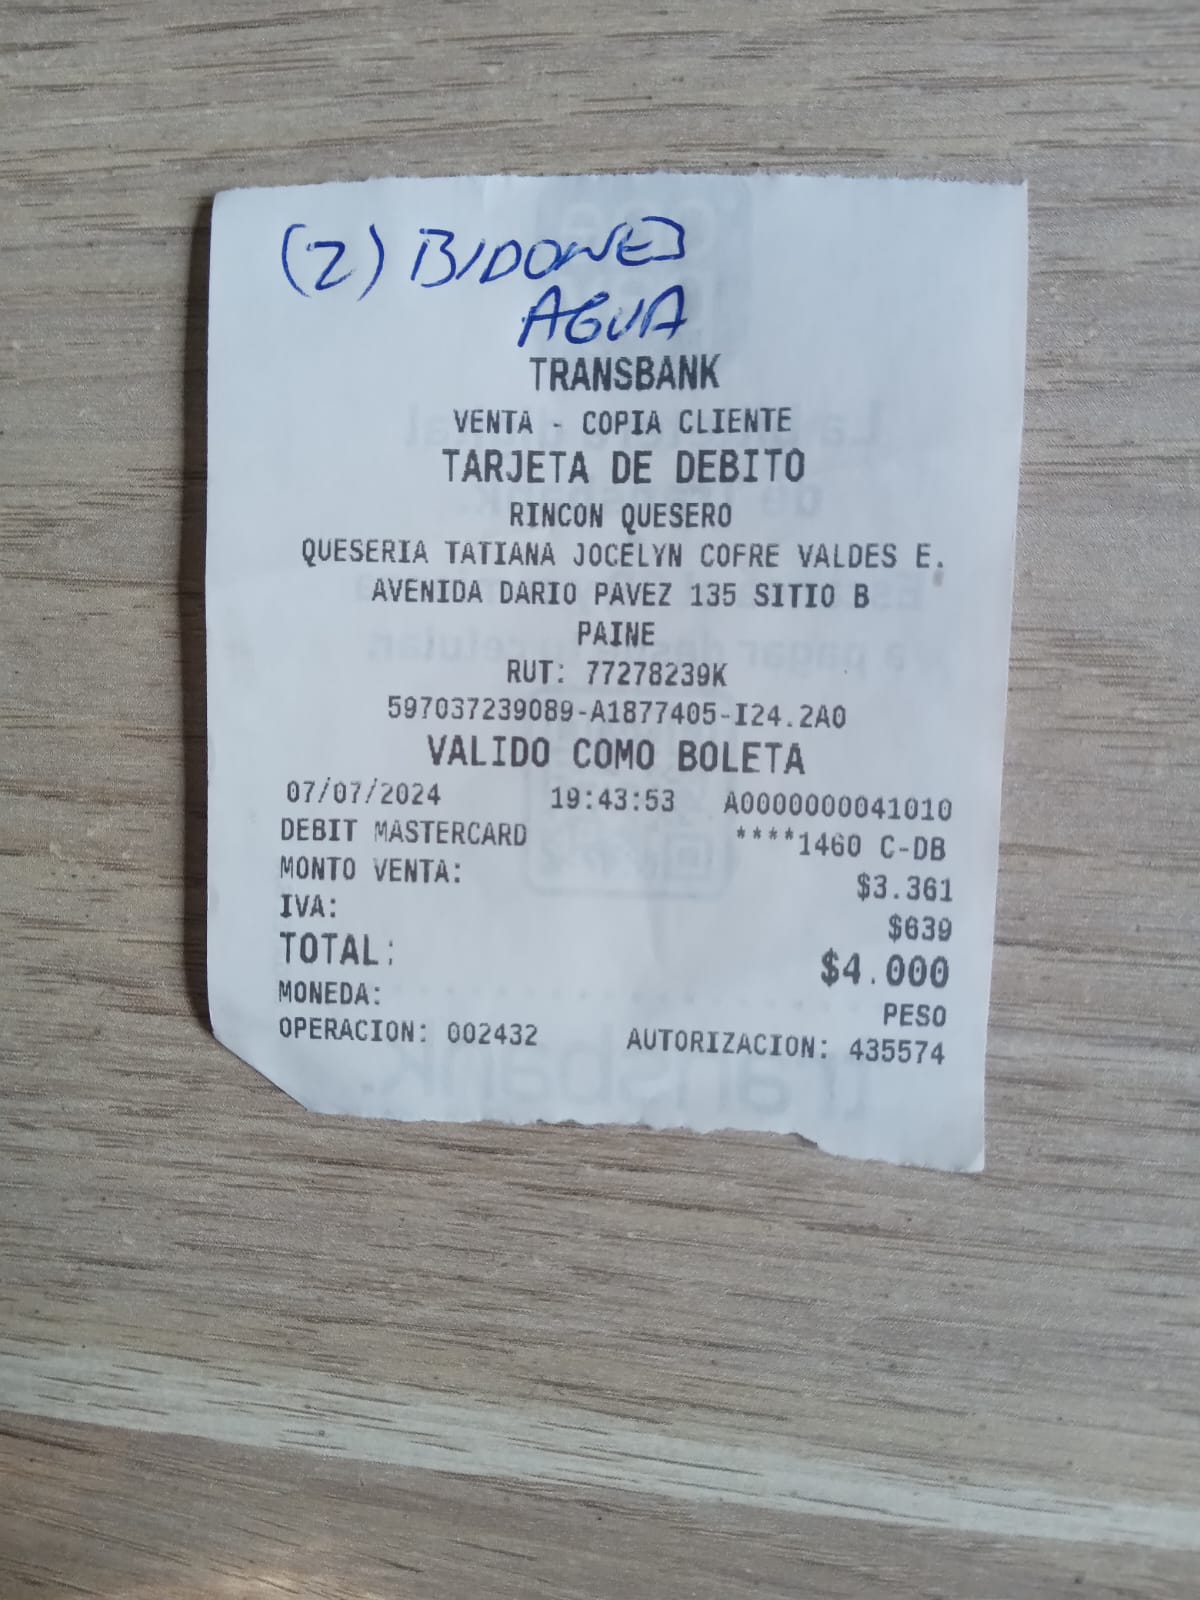 (2) BIDONES
AGUA
TRANSBANK
VENTA - COPIA CLIENTE
TARJETA DE DEBITO
RINCON QUESERO
QUESERIA TATIANA JOCELYN COFRE VALDES E.
AVENIDA DARIO PAVEZ 135 SITIO B
PAINE
RUT: 77278239K
597037239089-A1877405-I24.2A0
VALIDO COMO BOLETA
07/07/2024 19:43:53 A0000000041010
DEBIT MASTERCARD ****1460 C-DB
MONTO VENTA: $3.361
IVA: $639
TOTAL: $4.000
MONEDA: PESO
OPERACION: 002432 AUTORIZACION: 435574
transbank.